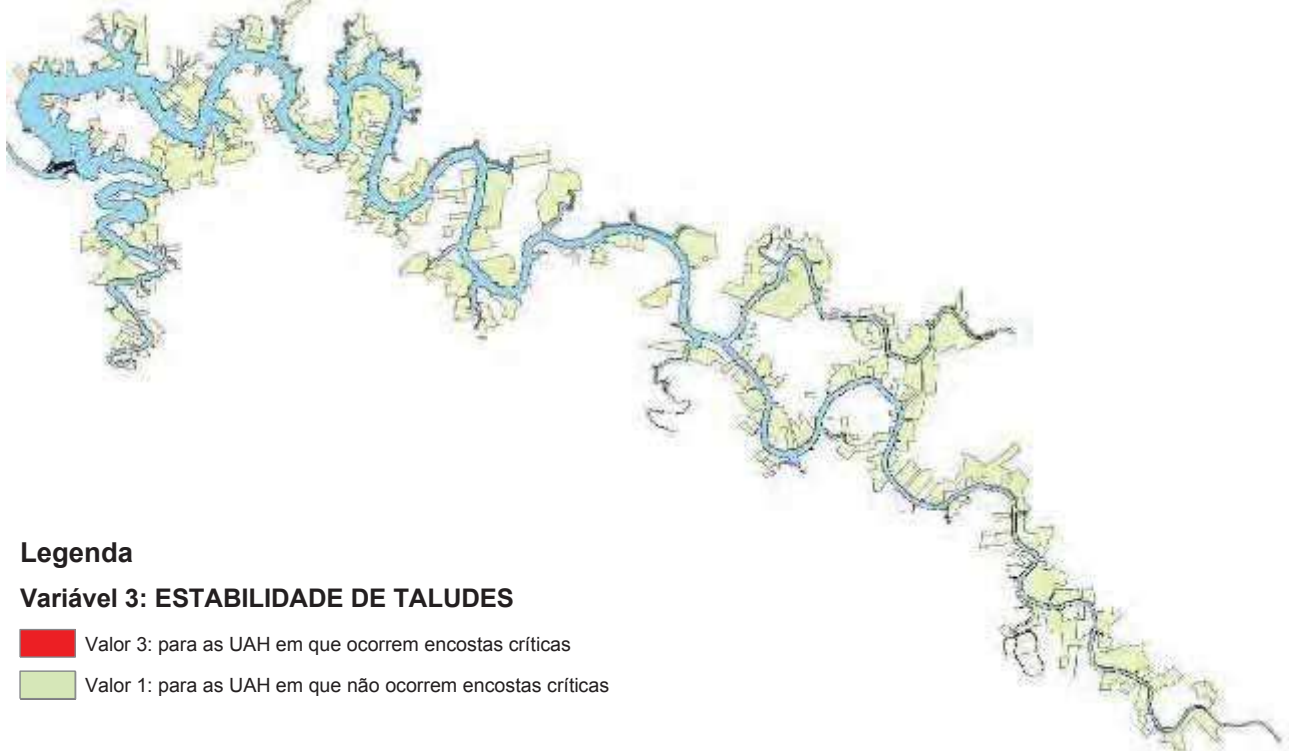 Legenda
Variável 3: ESTABILIDADE DE TALUDES
Valor 3: para as UAH em que ocorrem encostas críticas
Valor 1: para as UAH em que não ocorrem encostas críticas